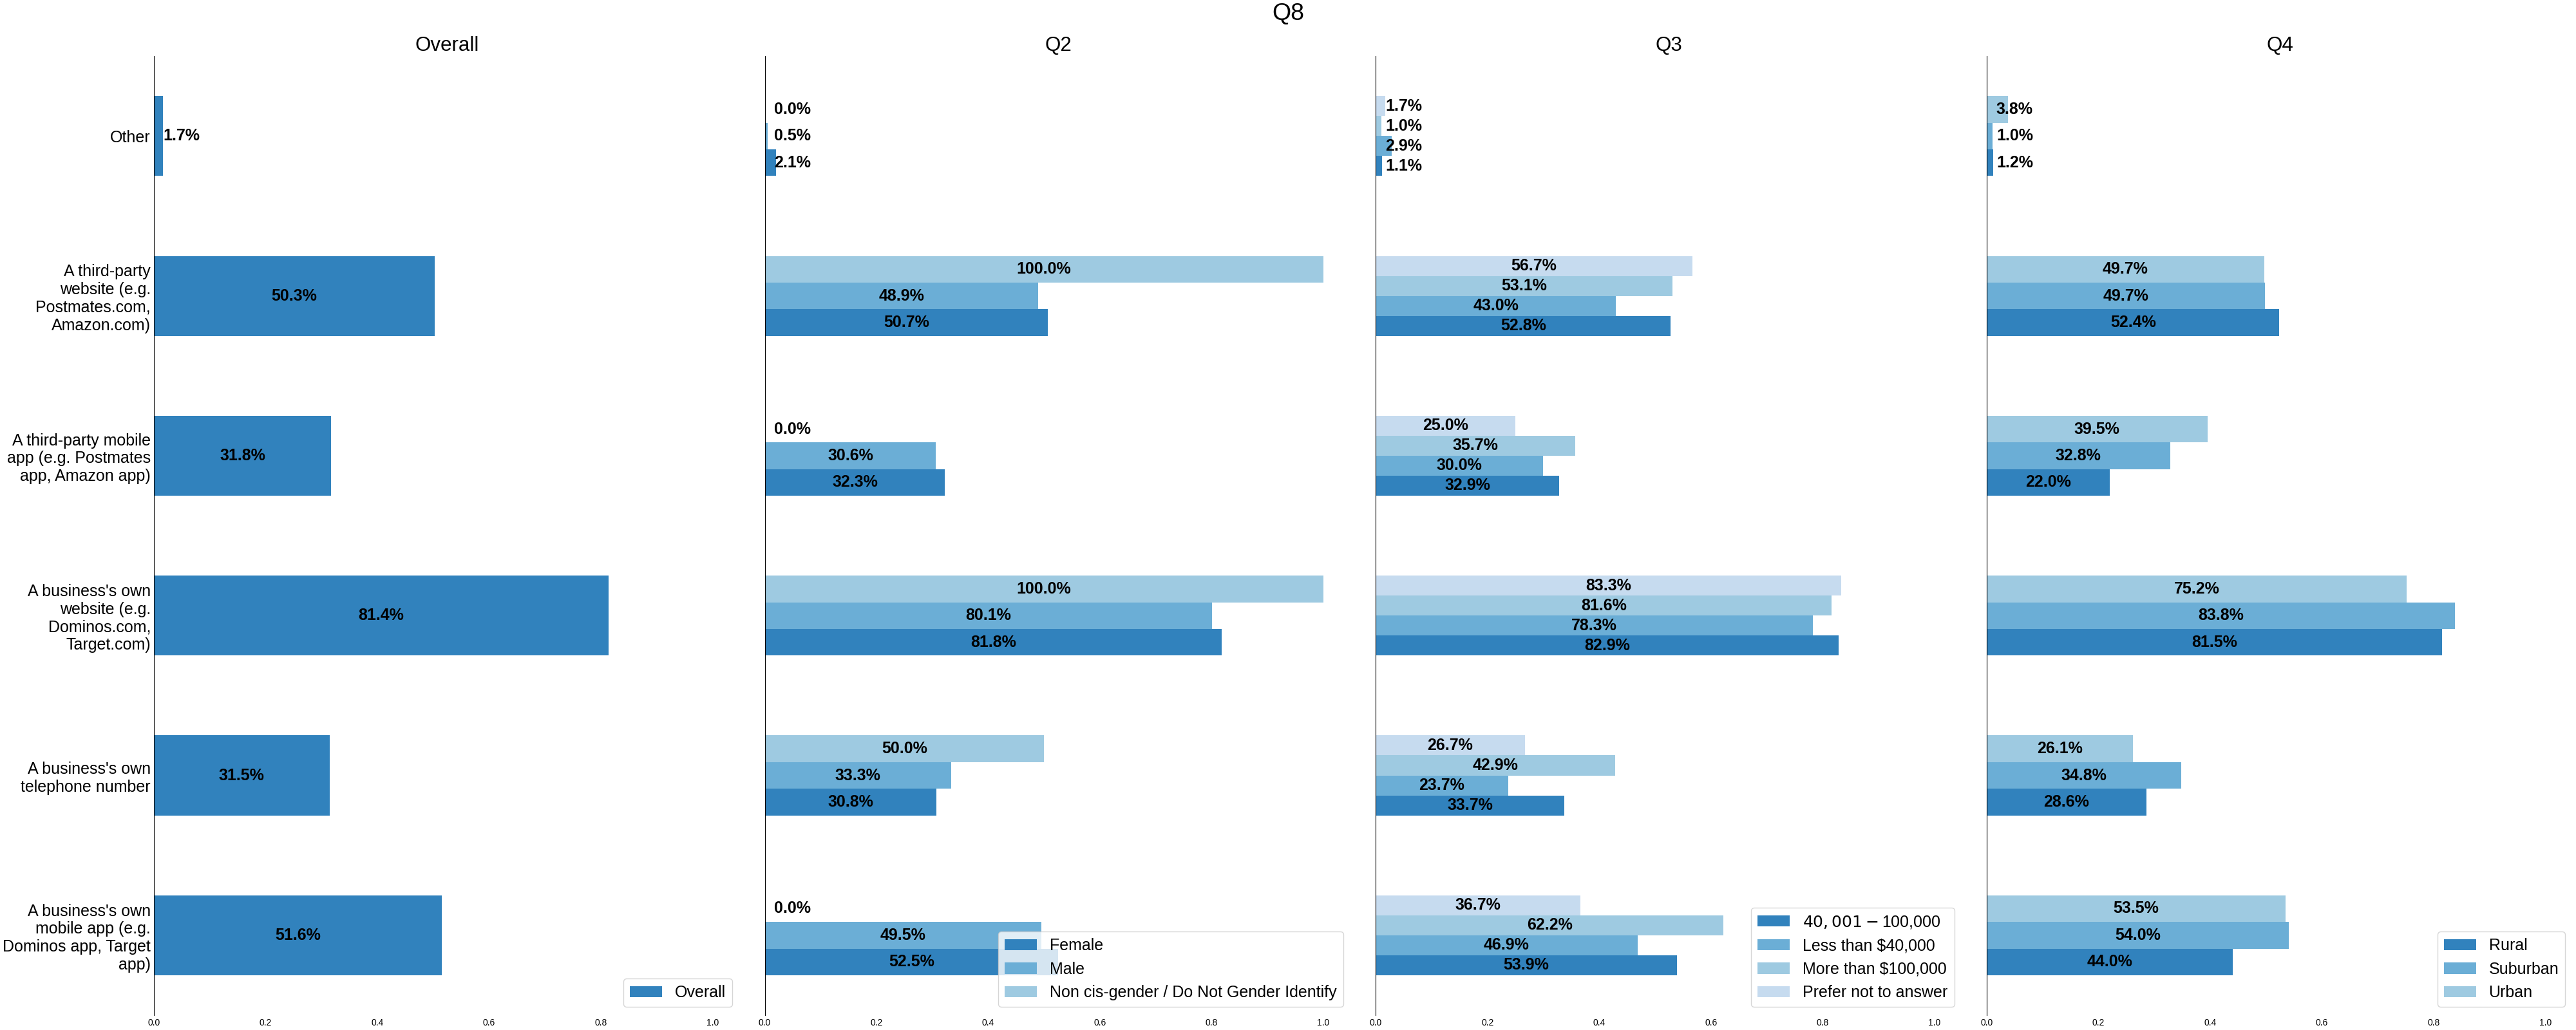 Q8
Overall
Other
1.7%
A third-party
website (e.g.
Postmates.com,
Amazon.com)
50.3%
A third-party mobile
app (e.g. Postmates
app, Amazon app)
31.8%
A business's own
website (e.g.
Dominos.com,
Target.com)
81.4%
A business's own
telephone number
31.5%
A business's own
mobile app (e.g.
Dominos app, Target
app)
51.6%
Overall
0.0 0.2 0.4 0.6 0.8 1.0
Q2
0.0%
0.5%
2.1%
100.0%
48.9%
50.7%
0.0%
30.6%
32.3%
100.0%
80.1%
81.8%
50.0%
33.3%
30.8%
0.0%
49.5%
52.5%
Female
Male
Non cis-gender / Do Not Gender Identify
0.0 0.2 0.4 0.6 0.8 1.0
Q3
1.7%
1.0%
2.9%
1.1%
56.7%
53.1%
43.0%
52.8%
25.0%
35.7%
30.0%
32.9%
83.3%
81.6%
78.3%
82.9%
26.7%
42.9%
23.7%
33.7%
36.7%
62.2%
46.9%
53.9%
40,001−100,000
Less than $40,000
More than $100,000
Prefer not to answer
0.0 0.2 0.4 0.6 0.8 1.0
Q4
3.8%
1.0%
1.2%
49.7%
49.7%
52.4%
39.5%
32.8%
22.0%
75.2%
83.8%
81.5%
26.1%
34.8%
28.6%
53.5%
54.0%
44.0%
Rural
Suburban
Urban
0.0 0.2 0.4 0.6 0.8 1.0